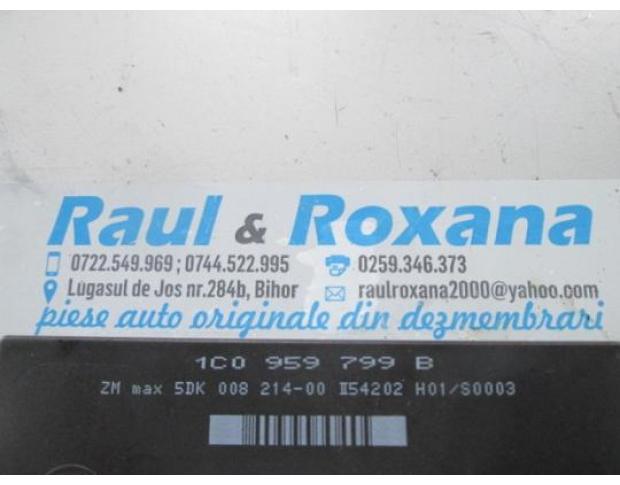 Raul & Roxana
0722.549.969 ; 0744.522.995 0259.346.373
Lugasul de Jos nr.284b, Bihor raulroxana2000@yahoo.com
piese auto originale din dezmembrari
1C0 959 799 B
ZM max 5DK 008 214-00 II54202 H01/S0003